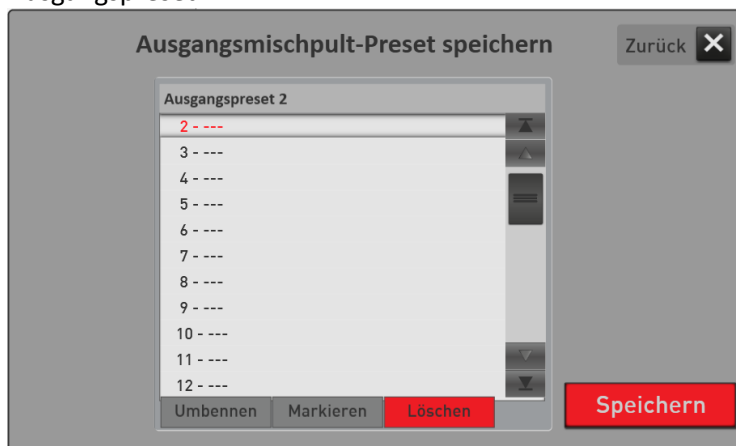 Ausgangsmischpult-Preset speichern
Zurück
Ausgangspreset 2
2 - ---
3 - ---
4 - ---
5 - ---
6 - ---
7 - ---
8 - ---
9 - ---
10 - ---
11 - ---
12 - ---
Umbennen Markieren Löschen
Speichern